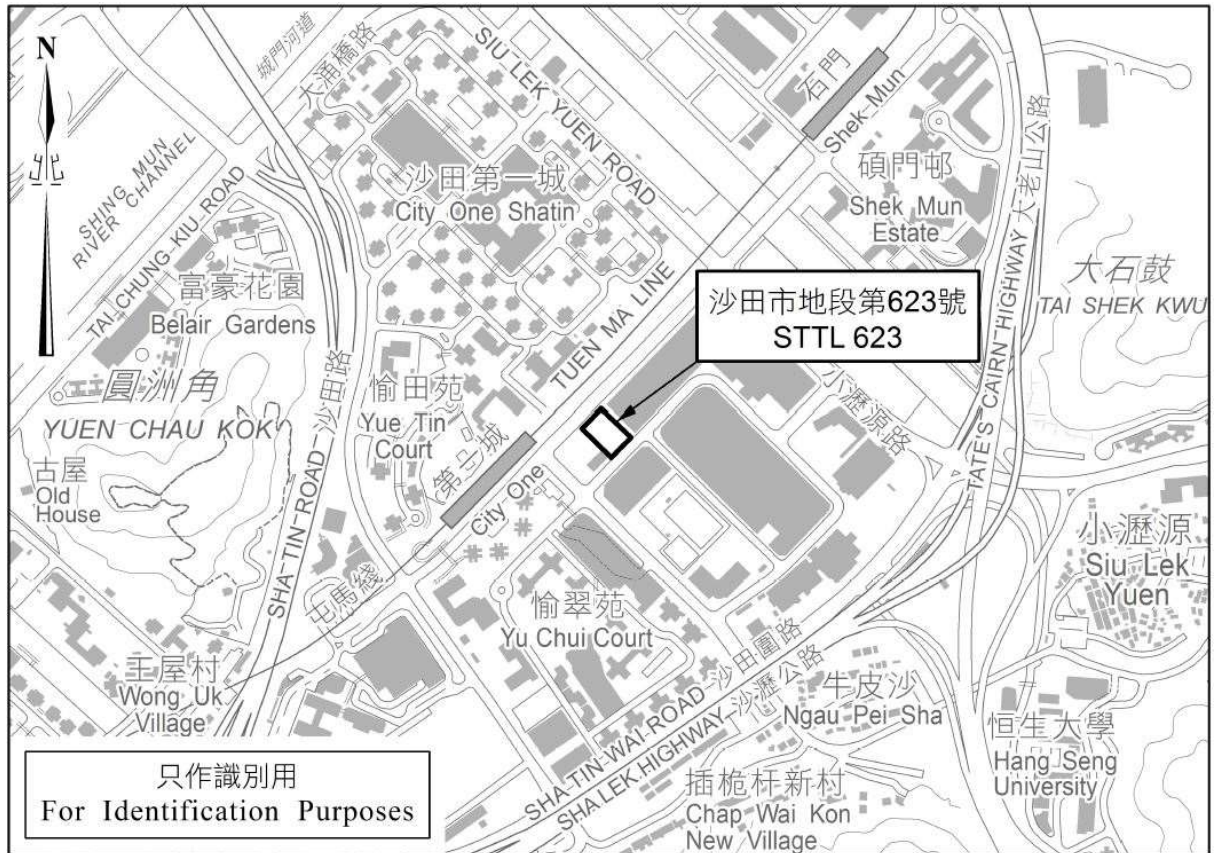 N
北
城門河道
SHING MUN
RIVER CHANNEL
大涌橋路
TAI CHUNG KIU ROAD
SIU LEK YUEN ROAD
沙田第一城
City One Shatin
石門
Shek Mun
碩門邨
Shek Mun
Estate
TATE'S CAIRN HIGHWAY 大老山公路
大石鼓
TAI SHEK KWU
富豪花園
Belair Gardens
TUEN MA LINE
沙田市地段第623號
STTL 623
小瀝源路
圓洲角
YUEN CHAU KOK
SHA TIN ROAD 沙田路
愉田苑
Yue Tin
Court
第一城
City One
古屋
Old
House
小瀝源
Siu Lek
Yuen
屯馬綫
愉翠苑
Yu Chui Court
王屋村
Wong Uk
Village
SHA TIN WAI ROAD 沙田圍路
SHA LEK HIGHWAY 沙瀝公路
牛皮沙
Ngau Pei Sha
恒生大學
Hang Seng
University
插桅杆新村
Chap Wai Kon
New Village
只作識別用
For Identification Purposes